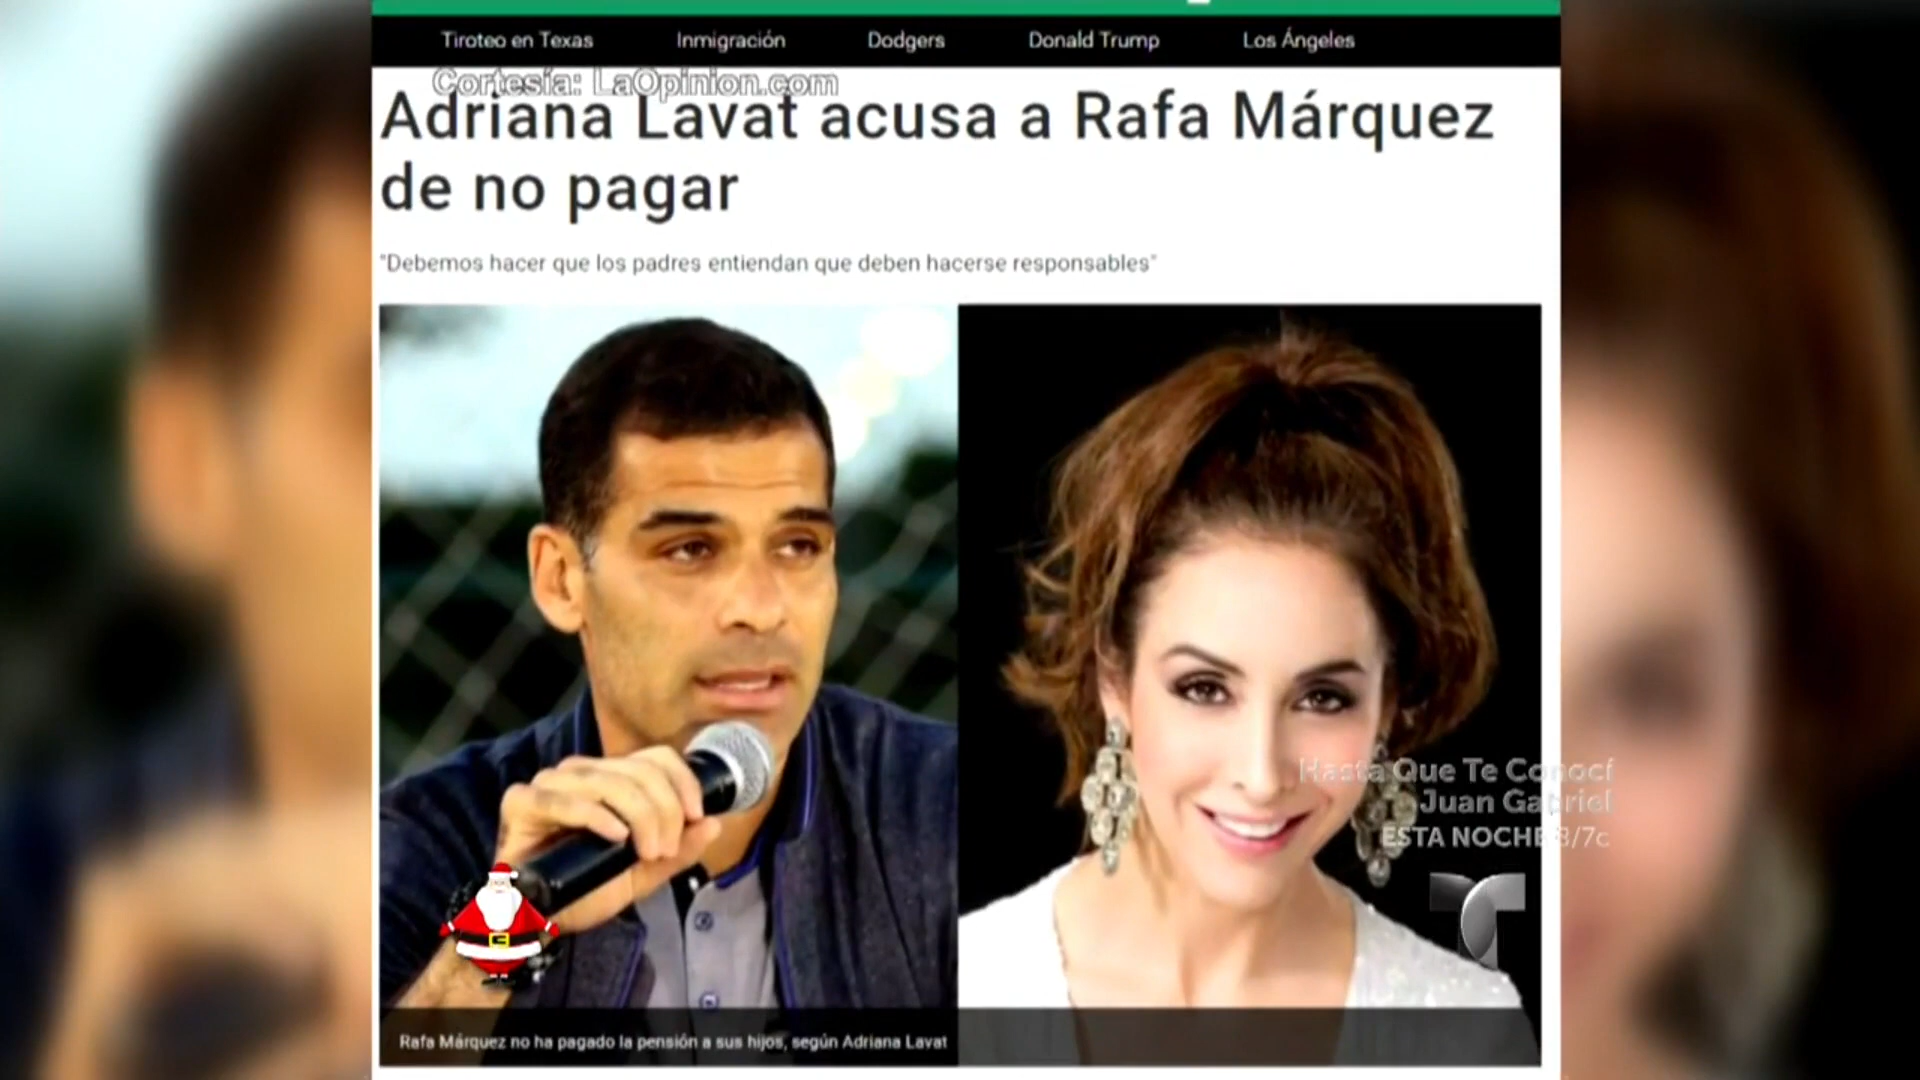 Tiroteo en Texas Inmigración Dodgers Donald Trump Los Ángeles
Cortesía: LaOpinion.com
Adriana Lavat acusa a Rafa Márquez
de no pagar
"Debemos hacer que los padres entiendan que deben hacerse responsables"
Hasta Que Te Conocí
Juan Gabriel
ESTA NOCHE 8/7c
Rafa Márquez no ha pagado la pensión a sus hijos, según Adriana Lavat